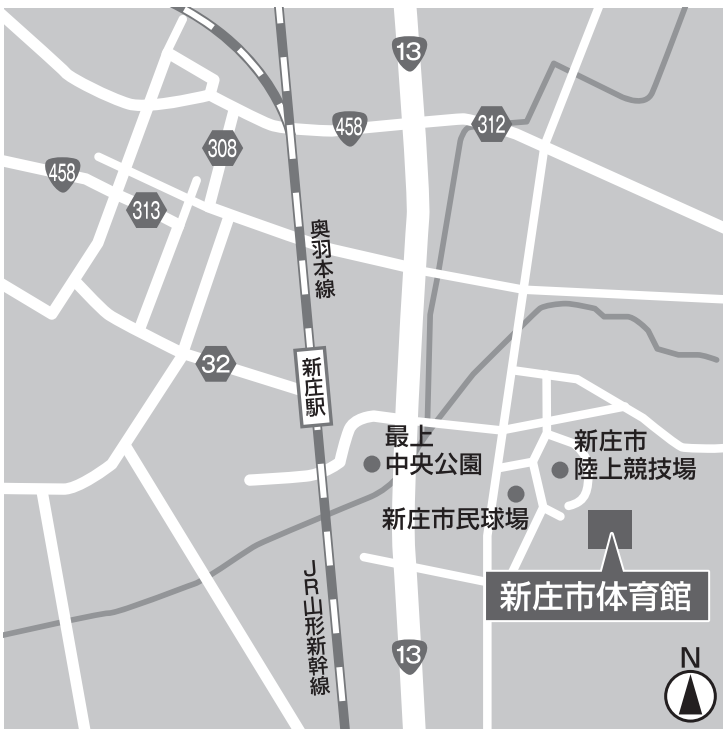 13
458
312
308
458
313
奥羽本線
32
新庄駅
最上
中央公園
新庄市
陸上競技場
新庄市民球場
新庄市体育館
JR山形新幹線
13
N